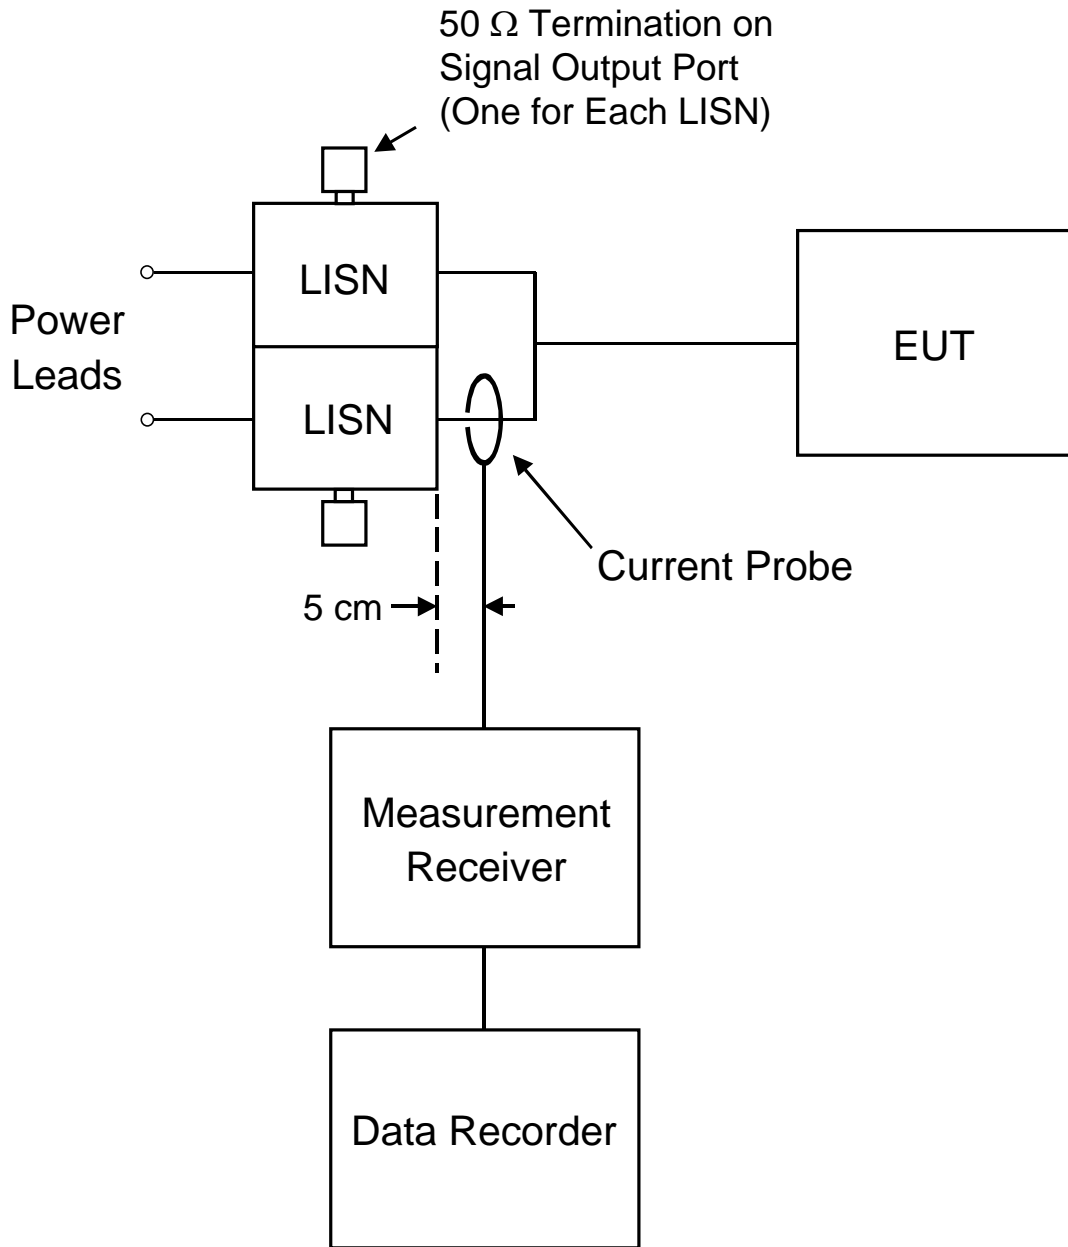 50 Ω Termination on
Signal Output Port
(One for Each LISN)
LISN
Power
Leads
LISN
EUT
Current Probe
5 cm
Measurement
Receiver
Data Recorder